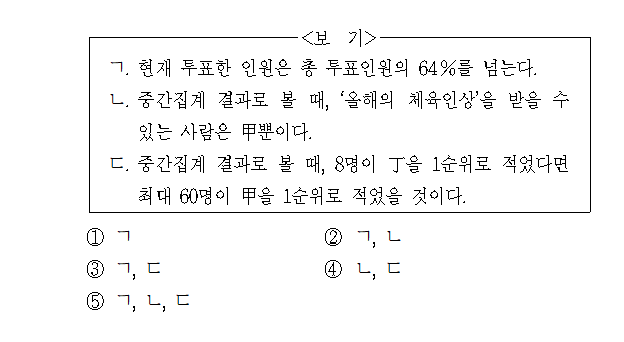 <보 기>
ㄱ. 현재 투표한 인원은 총 투표인원의 64%를 넘는다.
ㄴ. 중간집계 결과로 볼 때, ‘올해의 체육인상’을 받을 수
있는 사람은 甲뿐이다.
ㄷ. 중간집계 결과로 볼 때, 8명이 丁을 1순위로 적었다면
최대 60명이 甲을 1순위로 적었을 것이다.
① ㄱ ② ㄱ, ㄴ
③ ㄱ, ㄷ ④ ㄴ, ㄷ
⑤ ㄱ, ㄴ, ㄷ